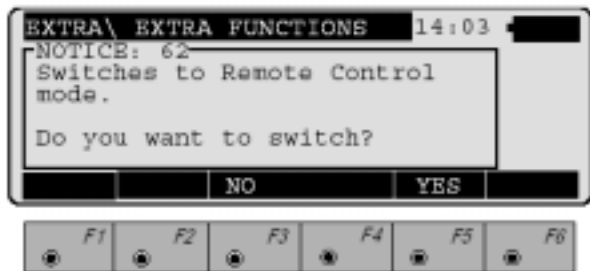 EXTRA\ EXTRA FUNCTIONS 14:03
NOTICE: 62
Switches to Remote Control
mode.
Do you want to switch?
NO YES
F1 F2 F3 F4 F5 F6